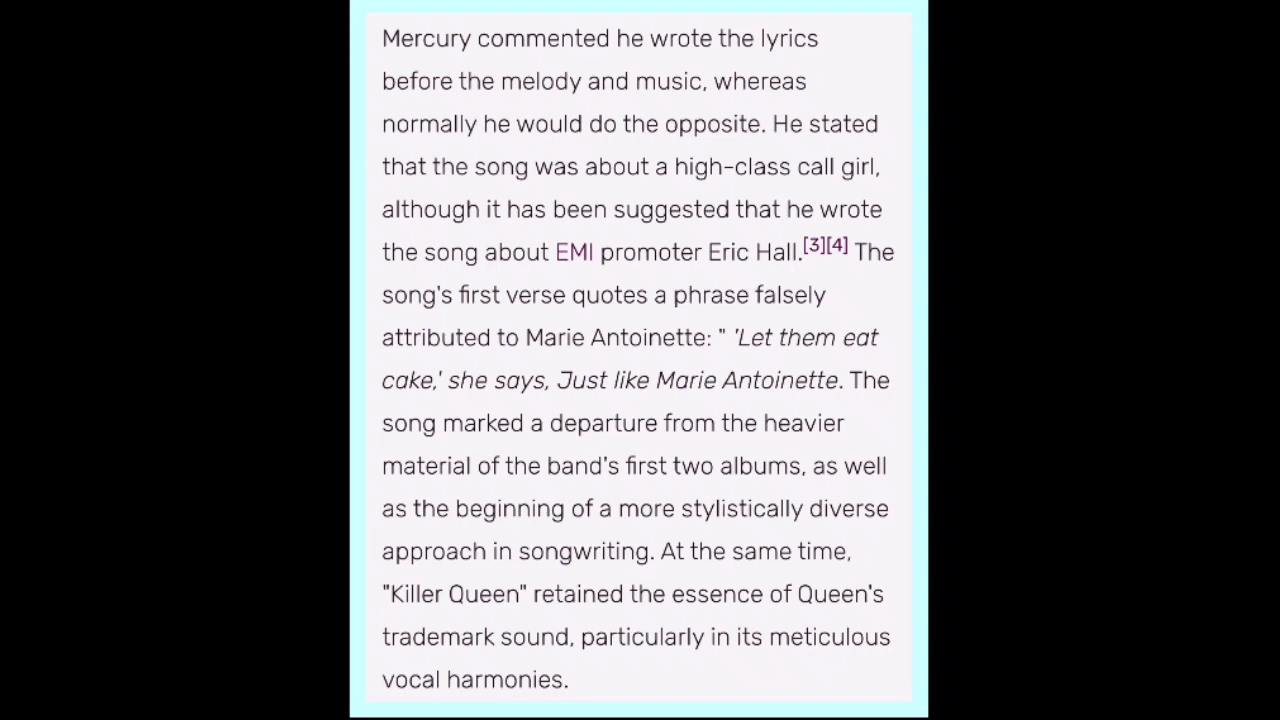 Mercury commented he wrote the lyrics
before the melody and music, whereas
normally he would do the opposite. He stated
that the song was about a high-class call girl,
although it has been suggested that he wrote
the song about EMI promoter Eric Hall.[3][4] The
song's first verse quotes a phrase falsely
attributed to Marie Antoinette: " 'Let them eat
cake,' she says, Just like Marie Antoinette. The
song marked a departure from the heavier
material of the band's first two albums, as well
as the beginning of a more stylistically diverse
approach in songwriting. At the same time,
"Killer Queen" retained the essence of Queen's
trademark sound, particularly in its meticulous
vocal harmonies.